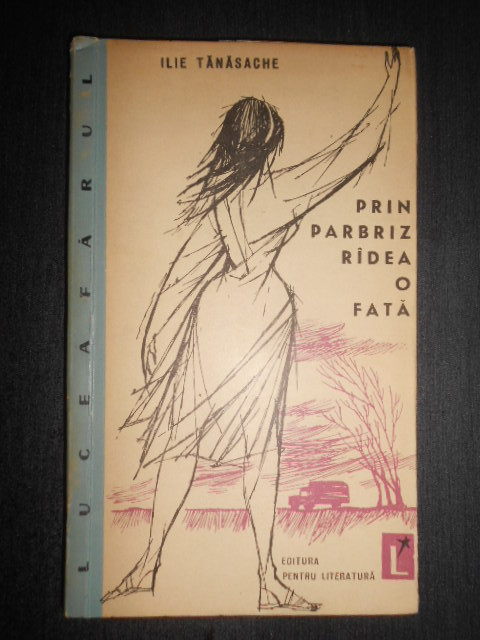 ILIE TĂNĂSACHE
PRIN
PARBRIZ
RÎDEA
O
FATĂ
LUCEAFĂRUL
EDITURA
PENTRU LITERATURĂ
L